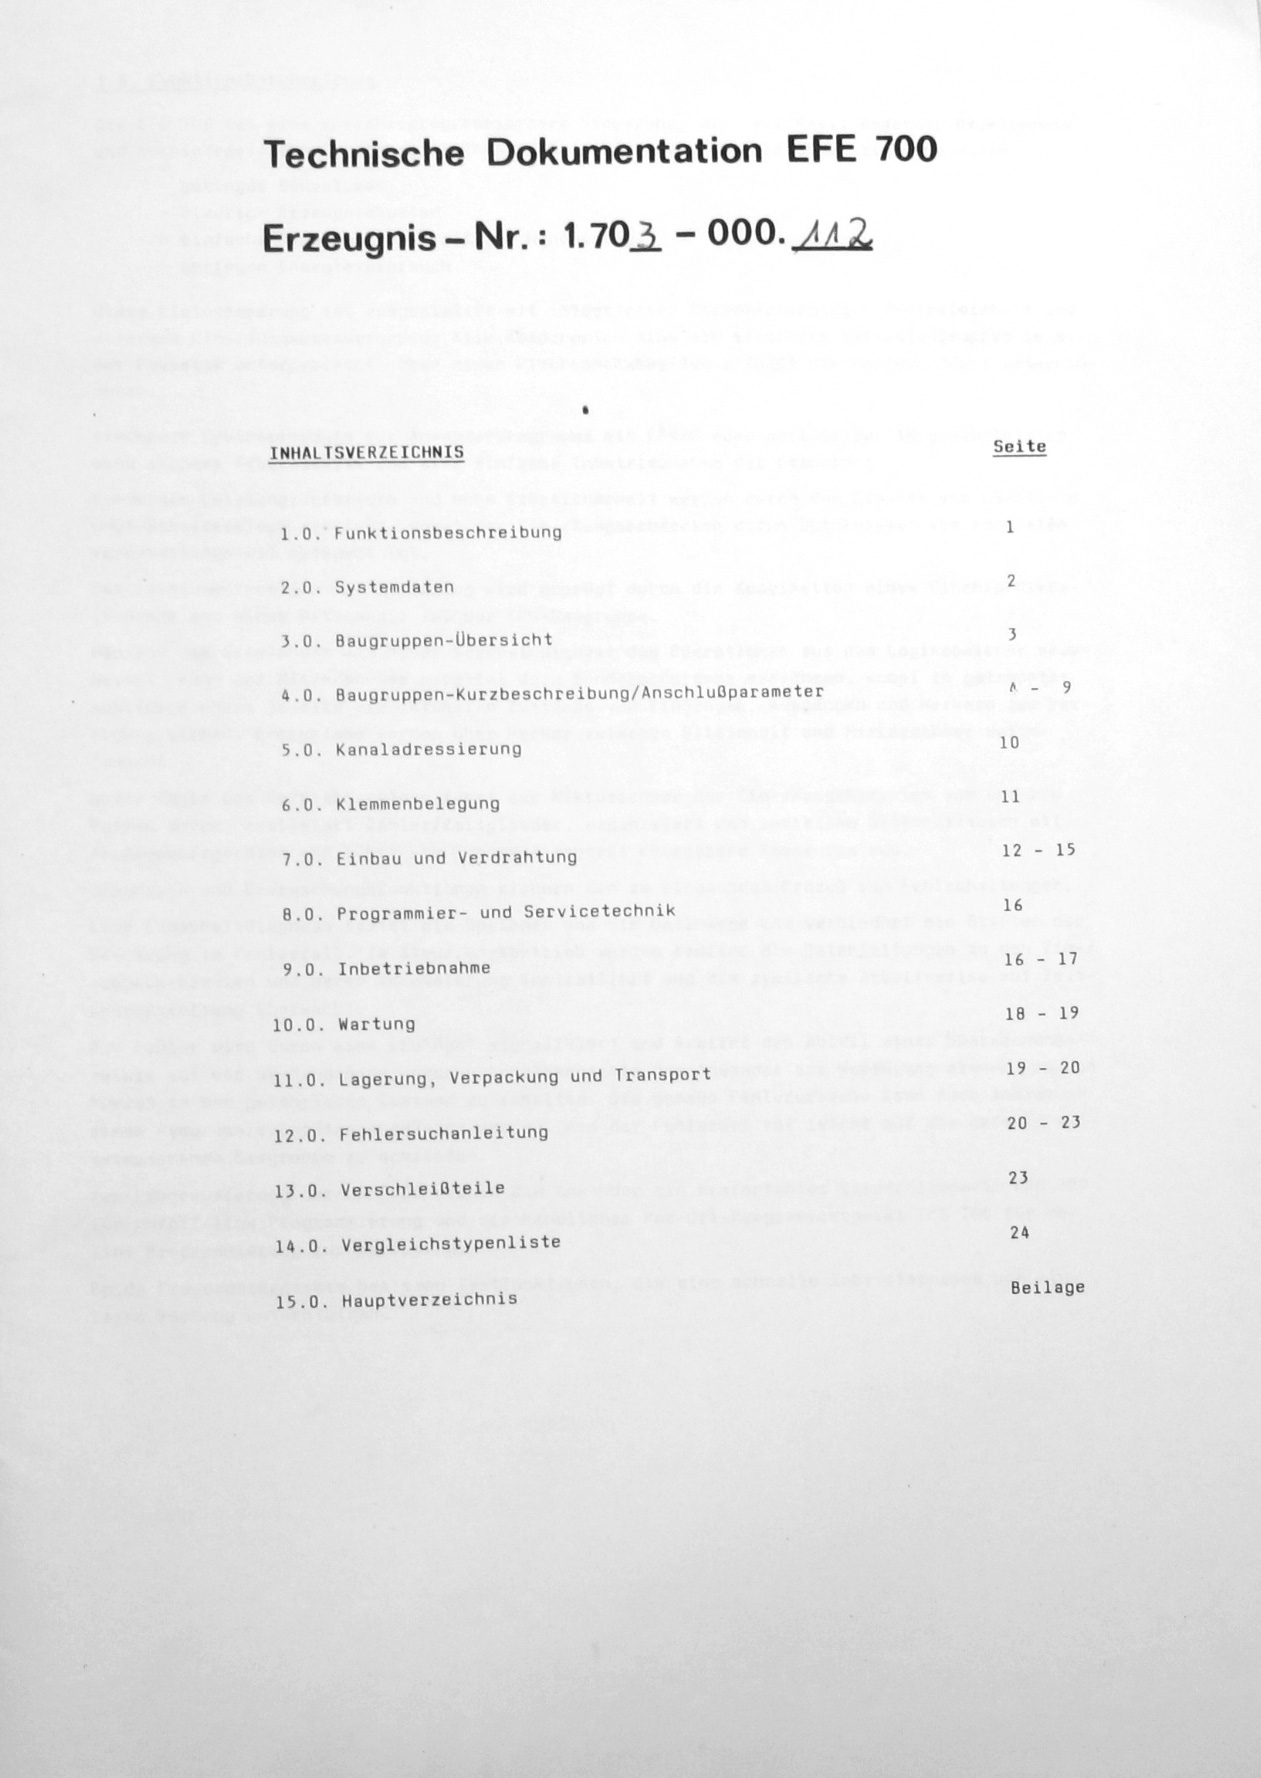 Technische Dokumentation EFE 700
Erzeugnis – Nr.: 1.703 – 000.112
INHALTSVERZEICHNIS Seite
1.0. Funktionsbeschreibung 1
2.0. Systemdaten 2
3.0. Baugruppen-Übersicht 3
4.0. Baugruppen-Kurzbeschreibung/Anschlußparameter - 9
5.0. Kanaladressierung 10
6.0. Klemmenbelegung 11
7.0. Einbau und Verdrahtung 12 - 15
8.0. Programmier- und Servicetechnik 16
9.0. Inbetriebnahme 16 - 17
10.0. Wartung 18 - 19
11.0. Lagerung, Verpackung und Transport 19 - 20
12.0. Fehlersuchanleitung 20 - 23
13.0. Verschleißteile 23
14.0. Vergleichstypenliste 24
15.0. Hauptverzeichnis Beilage